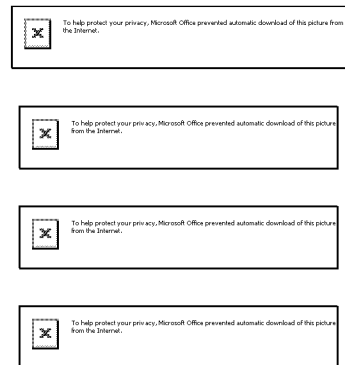 To help protect your privacy, Microsoft Office prevented automatic download of this picture from
the Internet.
To help protect your privacy, Microsoft Office prevented automatic download of this picture
from the Internet.
To help protect your privacy, Microsoft Office prevented automatic download of this picture
from the Internet.
To help protect your privacy, Microsoft Office prevented automatic download of this picture
from the Internet.